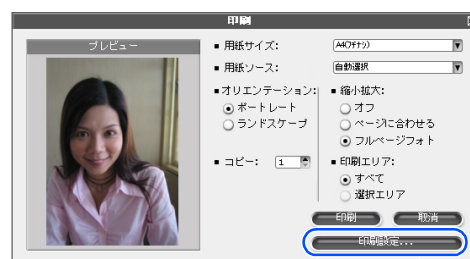 印刷
プレビュー
■ 用紙サイズ: A4(フチナシ)
■ 用紙ソース: 自動選択
■オリエンテーション:
ポートレート
ランドスケープ
■ 縮小拡大:
オフ
ページに合わせる
フルページフォト
■ コピー: 1
■ 印刷エリア:
すべて
選択エリア
印刷 取消
印刷設定...